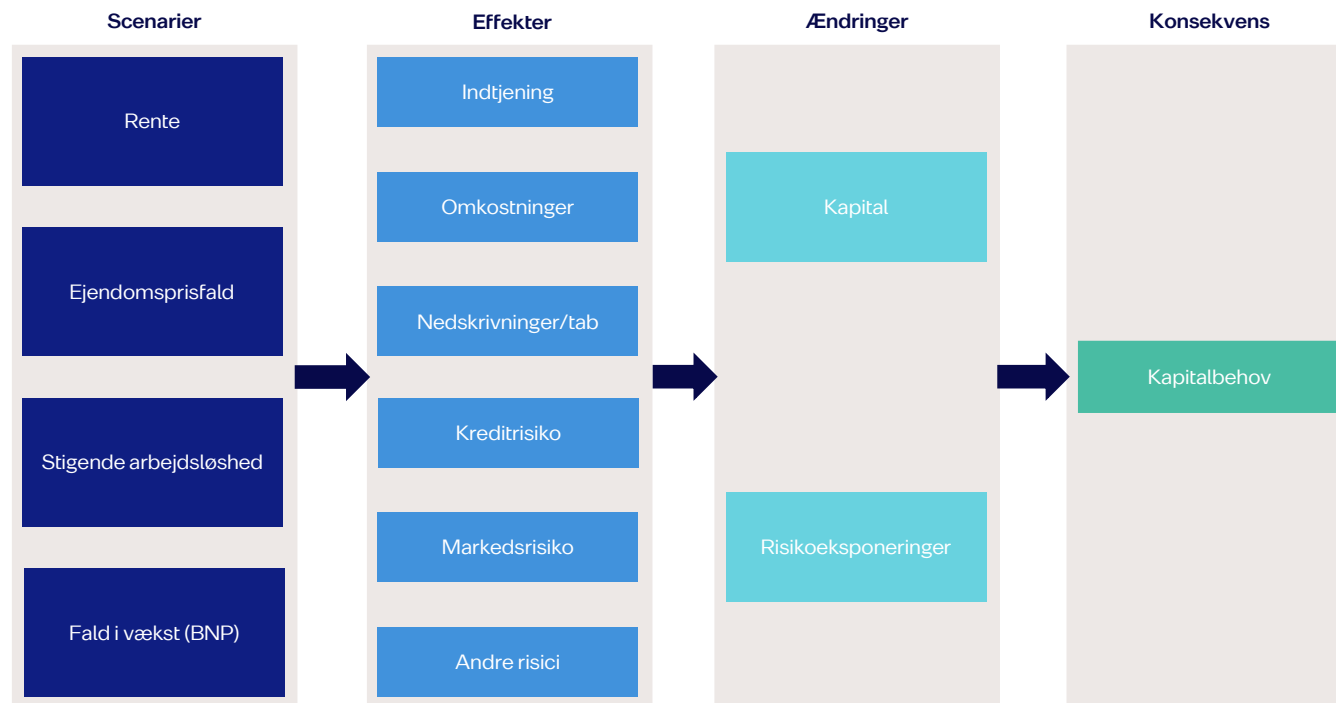 Scenarier
Rente
Ejendomsprisfald
Stigende arbejdsløshed
Fald i vækst (BNP)
Effekter
Indtjening
Omkostninger
Nedskrivninger/tab
Kreditrisiko
Markedsrisiko
Andre risici
Ændringer
Kapital
Risikoeksponeringer
Konsekvens
Kapitalbehov